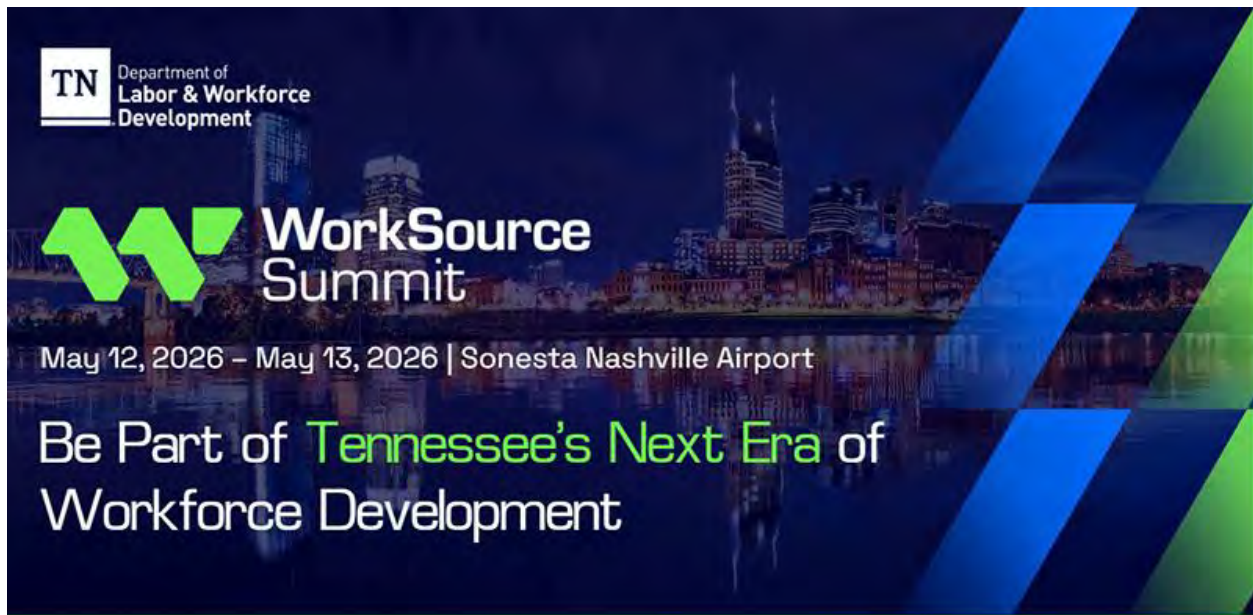 TN
Department of
Labor & Workforce
Development
WorkSource
Summit
May 12, 2026 – May 13, 2026 | Sonesta Nashville Airport
Be Part of Tennessee's Next Era of
Workforce Development